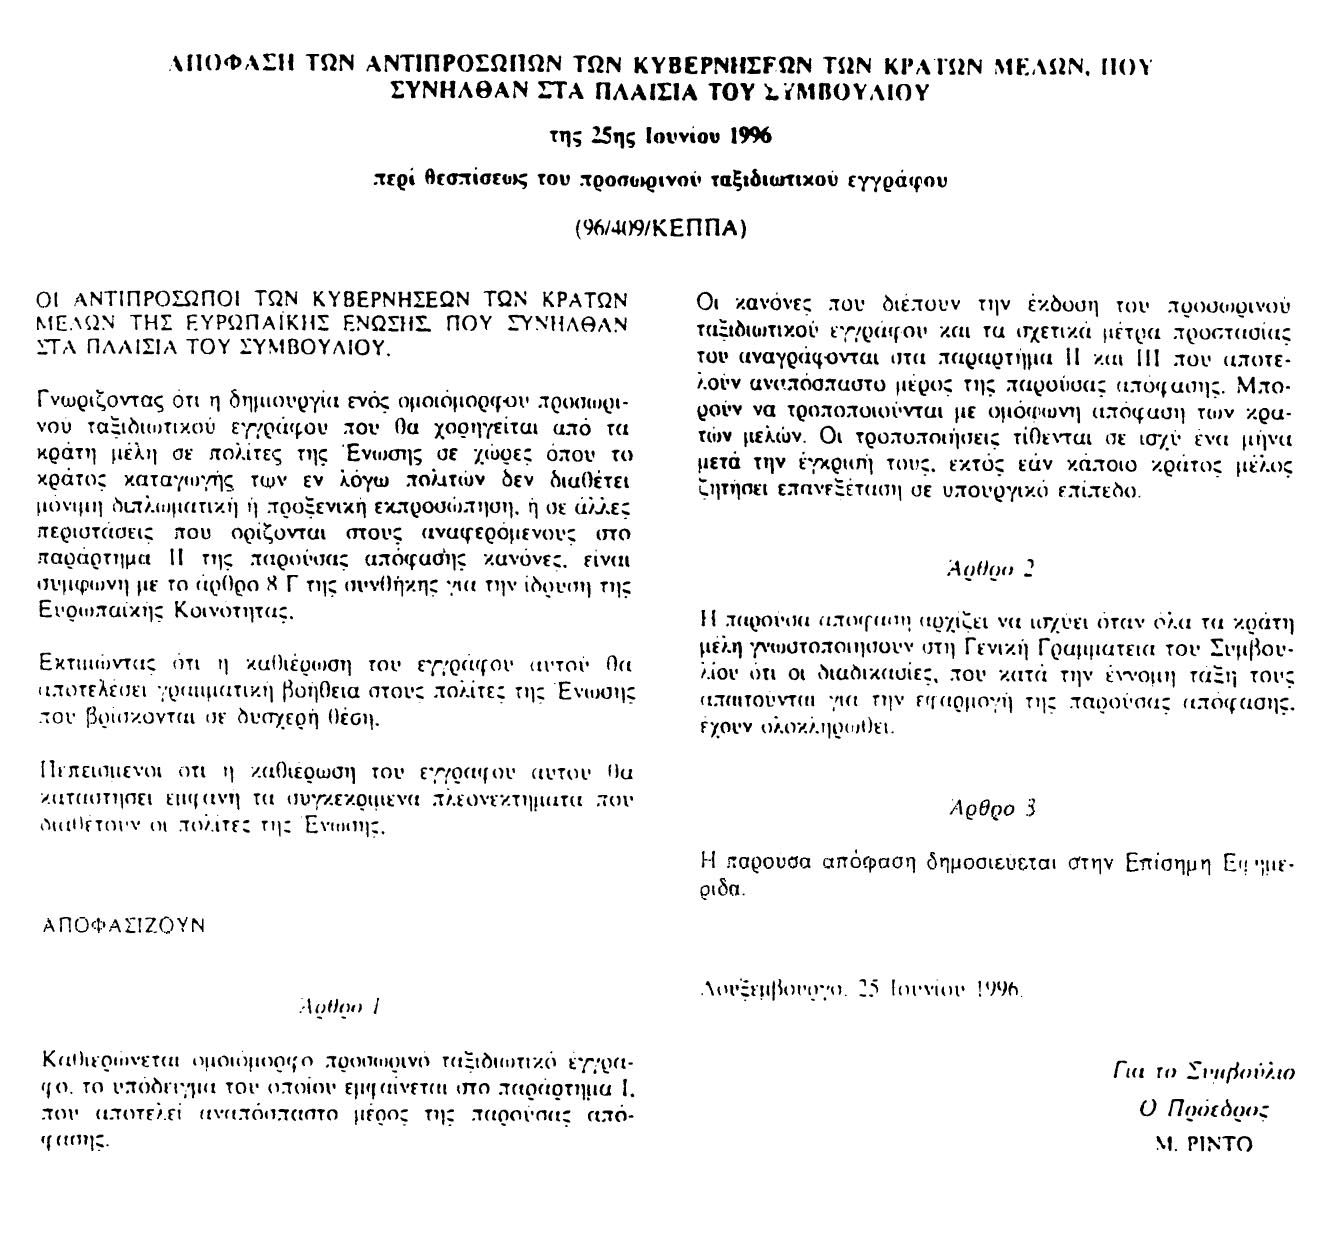 ΑΠΟΦΑΣΗ ΤΩΝ ΑΝΤΙΠΡΟΣΩΠΩΝ ΤΩΝ ΚΥΒΕΡΝΗΣΕΩΝ ΤΩΝ ΚΡΑΤΩΝ ΜΕΛΩΝ, ΠΟΥ
ΣΥΝΗΛΘΑΝ ΣΤΑ ΠΛΑΙΣΙΑ ΤΟΥ ΣΥΜΒΟΥΛΙΟΥ
της 25ης Ιουνίου 1996
περί θεσπίσεως του προσωρινού ταξιδιωτικού εγγράφου
(96/409/ΚΕΠΠΑ)
ΟΙ ΑΝΤΙΠΡΟΣΩΠΟΙ ΤΩΝ ΚΥΒΕΡΝΗΣΕΩΝ ΤΩΝ ΚΡΑΤΩΝ
ΜΕΛΩΝ ΤΗΣ ΕΥΡΩΠΑΪΚΗΣ ΕΝΩΣΗΣ, ΠΟΥ ΣΥΝΗΛΘΑΝ
ΣΤΑ ΠΛΑΙΣΙΑ ΤΟΥ ΣΥΜΒΟΥΛΙΟΥ,
Γνωρίζοντας ότι η δημιουργία ενός ομοιόμορφου προσωρι-
νού ταξιδιωτικού εγγράφου που θα χορηγείται από τα
κράτη μέλη σε πολίτες της Ένωσης σε χώρες όπου το
κράτος καταγωγής των εν λόγω πολιτών δεν διαθέτει
μόνιμη διπλωματική ή προξενική εκπροσώπηση, ή σε άλλες
περιστάσεις που ορίζονται στους αναφερόμενους στο
παράρτημα ΙΙ της παρούσας απόφασης κανόνες, είναι
σύμφωνη με το άρθρο 8 Γ της συνθήκης για την ίδρυση της
Ευρωπαϊκής Κοινότητας,
Εκτιμώντας ότι η καθιέρωση του εγγράφου αυτού θα
αποτελέσει γραμματική βοήθεια στους πολίτες της Ένωσης
που βρίσκονται σε δυσχερή θέση,
Πεπεισμένοι ότι η καθιέρωση του εγγράφου αυτού θα
καταστήσει εμφανή τα συγκεκριμένα πλεονεκτήματα που
διαθέτουν οι πολίτες της Ένωσης,
ΑΠΟΦΑΣΙΖΟΥΝ
Άρθρο 1
Καθιερώνεται ομοιόμορφο προσωρινό ταξιδιωτικό έγγρα-
φο, το υπόδειγμα του οποίου εμφαίνεται στο παράρτημα Ι,
που αποτελεί αναπόσπαστο μέρος της παρούσας από-
φασης.
Οι κανόνες που διέπουν την έκδοση του προσωρινού
ταξιδιωτικού εγγράφου και τα σχετικά μέτρα προστασίας
του αναγράφονται στα παραρτήμα ΙΙ και ΙΙΙ που αποτε-
λούν αναπόσπαστο μέρος της παρούσας απόφασης. Μπο-
ρούν να τροποποιούνται με ομόφωνη απόφαση των κρα-
τών μελών. Οι τροποποιήσεις τίθενται σε ισχύ ένα μήνα
μετά την έγκρισή τους, εκτός εάν κάποιο κράτος μέλος
ζητήσει επανεξέταση σε υπουργικό επίπεδο.
Άρθρο 2
Η παρούσα απόφαση αρχίζει να ισχύει όταν όλα τα κράτη
μέλη γνωστοποιήσουν στη Γενική Γραμματεία του Συμβου-
λίου ότι οι διαδικασίες, που κατά την έννομη τάξη τους
απαιτούνται για την εφαρμογή της παρούσας απόφασης,
έχουν ολοκληρωθεί.
Άρθρο 3
Η παρούσα απόφαση δημοσιεύεται στην Επίσημη Εφημε-
ρίδα.
Λουξεμβούργο, 25 Ιουνίου 1996.
Για το Συμβούλιο
Ο Πρόεδρος
Μ. ΡΙΝΤΟ